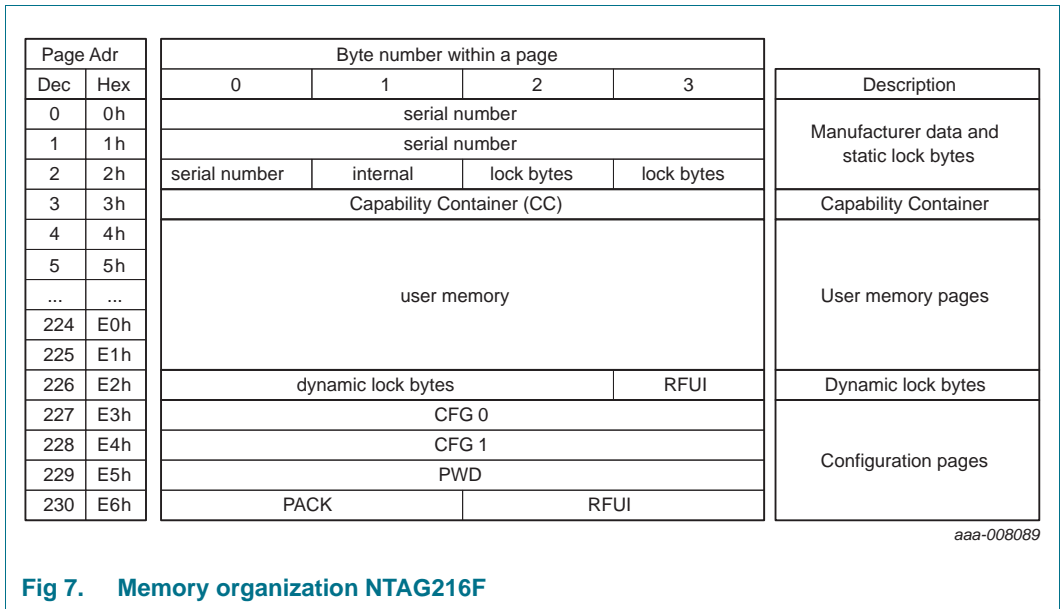 Page Adr Byte number within a page
Dec Hex 0 1 2 3 Description
0 0h serial number
1 1h serial number
Manufacturer data and
static lock bytes
2 2h serial number internal lock bytes lock bytes
3 3h Capability Container (CC) Capability Container
4 4h
5 5h
... ... user memory User memory pages
224 E0h
225 E1h
226 E2h dynamic lock bytes RFUI Dynamic lock bytes
227 E3h CFG 0
228 E4h CFG 1
Configuration pages
229 E5h PWD
230 E6h PACK RFUI
aaa-008089
Fig 7. Memory organization NTAG216F